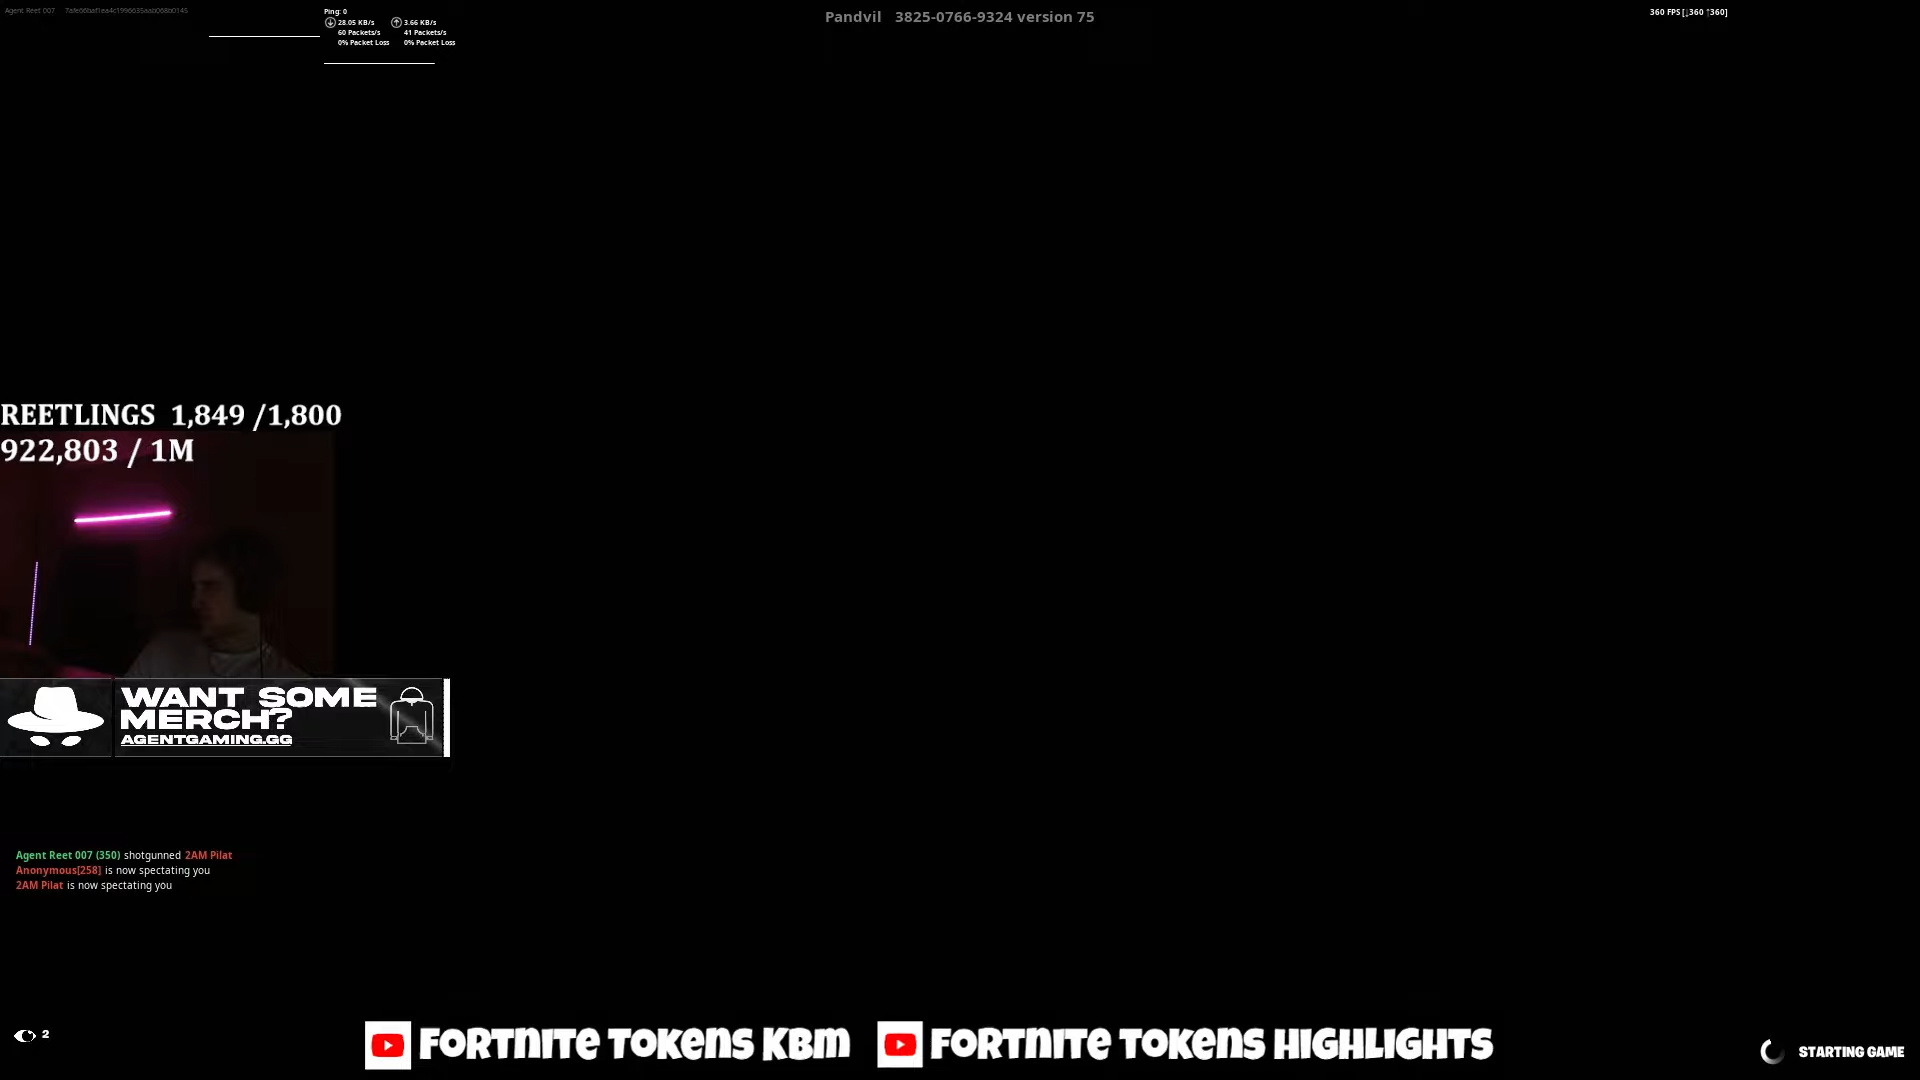 Agent Reet 007
Ping: 0
28.05 KB/s 3.66 KB/s
60 Packets/s 41 Packets/s
0% Packet Loss 0% Packet Loss
Pandvil 3825-0766-9324 version 75
360 FPS [↓360 ↑360]
REETLINGS 1,849 /1,800
922,803 / 1M
WANT SOME
MERCH?
AGENTGAMING.GG
Agent Reet 007 (350) shotgunned 2AM Pilat
Anonymous[258] is now spectating you
2AM Pilat is now spectating you
2
FORTNITE TOKENS KBM
FORTNITE TOKENS HIGHLIGHTS
STARTING GAME